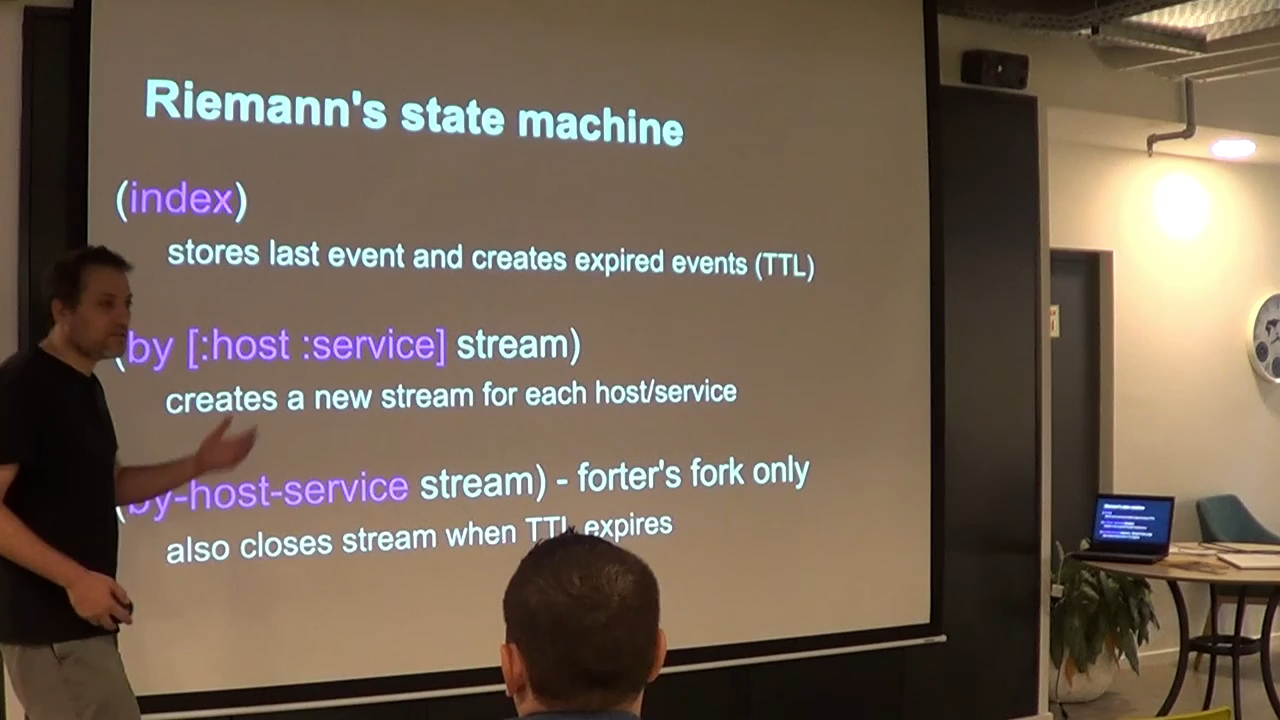 Riemann's state machine
(index)
stores last event and creates expired events (TTL)
(by [:host :service] stream)
creates a new stream for each host/service
(by-host-service stream) - forter's fork only
also closes stream when TTL expires